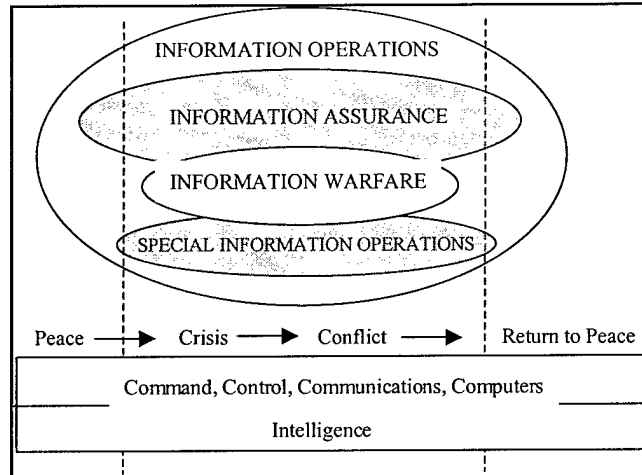 INFORMATION OPERATIONS
INFORMATION ASSURANCE
INFORMATION WARFARE
SPECIAL INFORMATION OPERATIONS
Peace Crisis Conflict Return to Peace
Command, Control, Communications, Computers
Intelligence